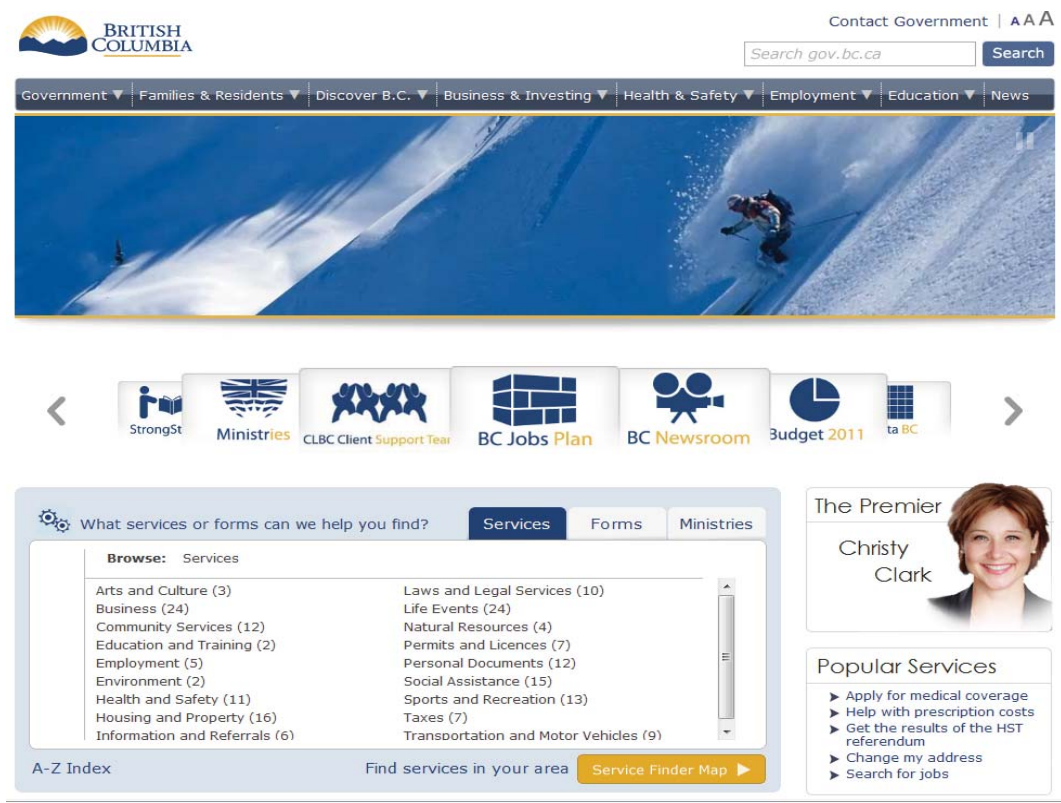 BRITISH
COLUMBIA
Contact Government | A A A
Search gov.bc.ca
Search
Government ▼ Families & Residents ▼ Discover B.C. ▼ Business & Investing ▼ Health & Safety ▼ Employment ▼ Education ▼ News
StrongSt
Ministries
CLBC Client Support Tea
BC Jobs Plan
BC Newsroom
Budget 2011
ta BC
What services or forms can we help you find?
Services
Forms
Ministries
Browse: Services
Arts and Culture (3)
Business (24)
Community Services (12)
Education and Training (2)
Employment (5)
Environment (2)
Health and Safety (11)
Housing and Property (16)
Information and Referrals (6)
Laws and Legal Services (10)
Life Events (24)
Natural Resources (4)
Permits and Licences (7)
Personal Documents (12)
Social Assistance (15)
Sports and Recreation (13)
Taxes (7)
Transportation and Motor Vehicles (9)
A-Z Index
Find services in your area
Service Finder Map
The Premier
Christy
Clark
Popular Services
Apply for medical coverage
Help with prescription costs
Get the results of the HST
referendum
Change my address
Search for jobs